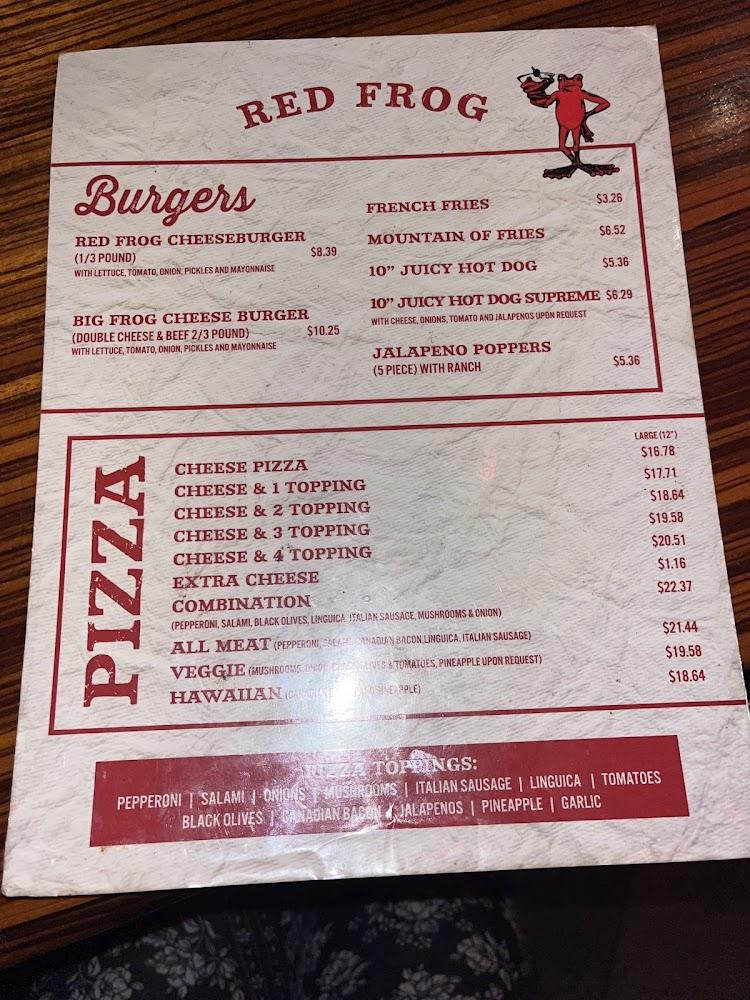 RED FROG
Burgers
RED FROG CHEESEBURGER
(1/3 POUND) $8.39
WITH LETTUCE, TOMATO, ONION, PICKLES AND MAYONNAISE
BIG FROG CHEESE BURGER
(DOUBLE CHEESE & BEEF 2/3 POUND) $10.25
WITH LETTUCE, TOMATO, ONION, PICKLES AND MAYONNAISE
FRENCH FRIES $3.26
MOUNTAIN OF FRIES $6.52
10" JUICY HOT DOG $5.36
10" JUICY HOT DOG SUPREME $6.29
WITH CHEESE, ONIONS, TOMATO AND JALAPENOS UPON REQUEST
JALAPENO POPPERS
(5 PIECE) WITH RANCH $5.36
PIZZA
LARGE (12")
CHEESE PIZZA $16.78
CHEESE & 1 TOPPING $17.71
CHEESE & 2 TOPPING $18.64
CHEESE & 3 TOPPING $19.58
CHEESE & 4 TOPPING $20.51
EXTRA CHEESE $1.16
COMBINATION $22.37
(PEPPERONI, SALAMI, BLACK OLIVES, LINGUICA, ITALIAN SAUSAGE, MUSHROOMS & ONION)
ALL MEAT (PEPPERONI, SALAMI, CANADIAN BACON, LINGUICA, ITALIAN SAUSAGE) $21.44
VEGGIE (MUSHROOMS, ONION, OLIVES & TOMATOES, PINEAPPLE UPON REQUEST) $19.58
HAWAIIAN (CANADIAN AND PINEAPPLE) $18.64
PIZZA TOPPINGS:
PEPPERONI | SALAMI | ONIONS | MUSHROOMS | ITALIAN SAUSAGE | LINGUICA | TOMATOES
BLACK OLIVES | CANADIAN BACON | JALAPENOS | PINEAPPLE | GARLIC